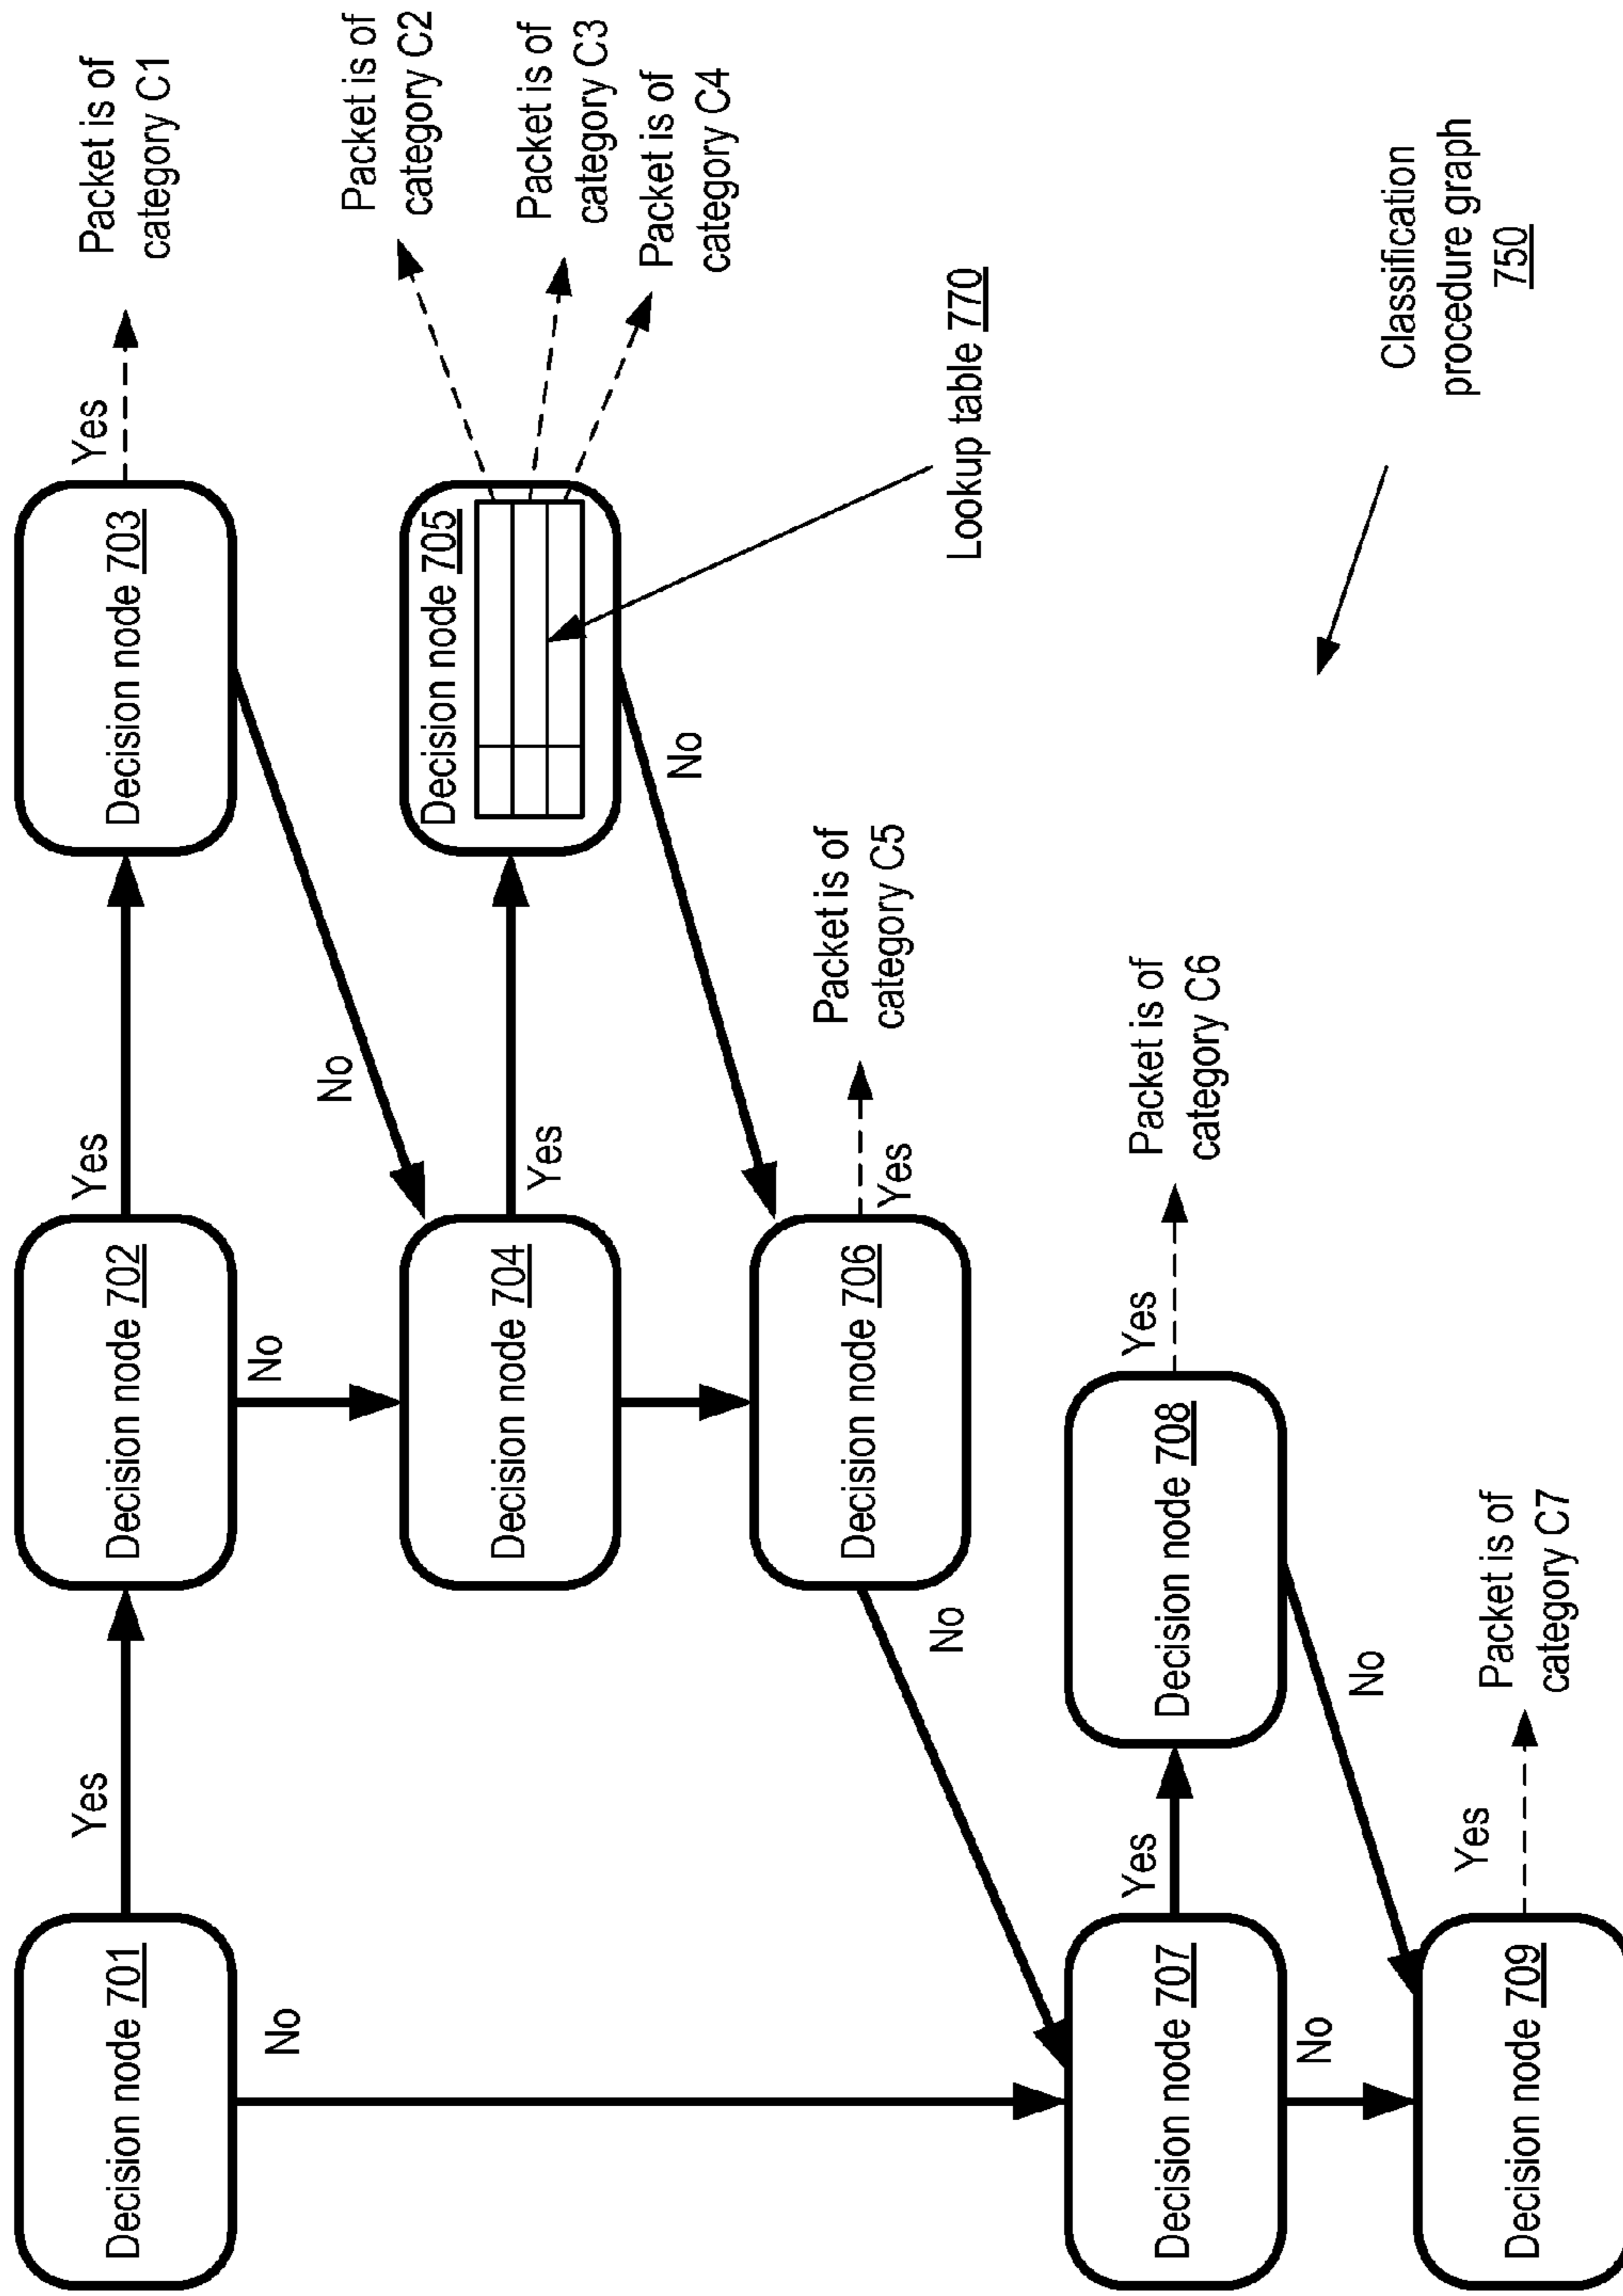 Decision node 701
Yes
No
Decision node 702
Yes
No
Decision node 703
Yes
Packet is of
category C1
No
Decision node 704
Yes
Decision node 705
Packet is of
category C2
Packet is of
category C3
Packet is of
category C4
No
Lookup table 770
Decision node 706
Yes
Packet is of
category C5
No
Decision node 707
Yes
No
Decision node 708
Yes
Packet is of
category C6
No
Decision node 709
Yes
Packet is of
category C7
Classification
procedure graph
750